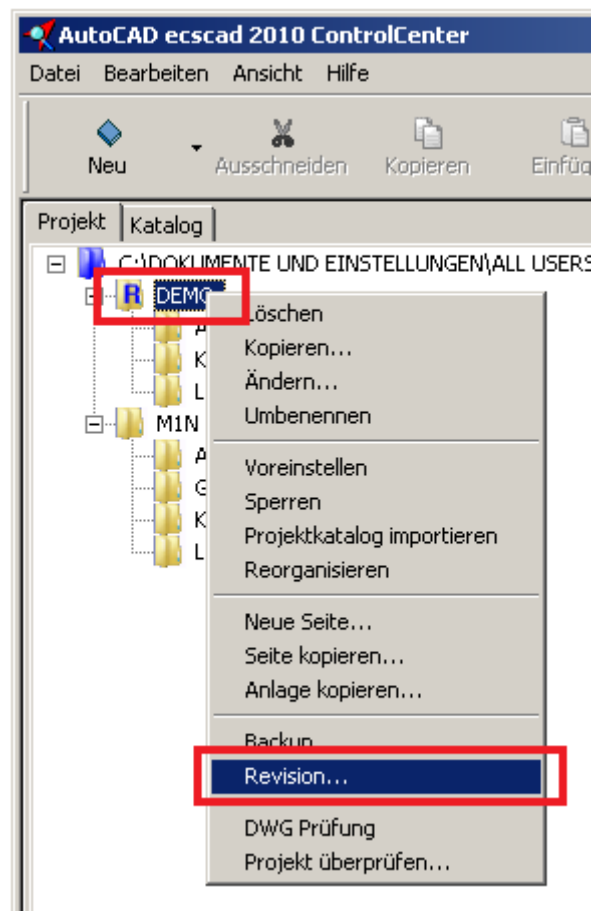 AutoCAD ecscad 2010 ControlCenter
Datei Bearbeiten Ansicht Hilfe
Neu Ausschneiden Kopieren Einfüg
Projekt Katalog
C:\DOKUMENTE UND EINSTELLUNGEN\ALL USERS
R DEMO
A
K
L
M1N
A
G
K
L
Löschen
Kopieren...
Ändern...
Umbenennen
Voreinstellen
Sperren
Projektkatalog importieren
Reorganisieren
Neue Seite...
Seite kopieren...
Anlage kopieren...
Backup
Revision...
DWG Prüfung
Projekt überprüfen...